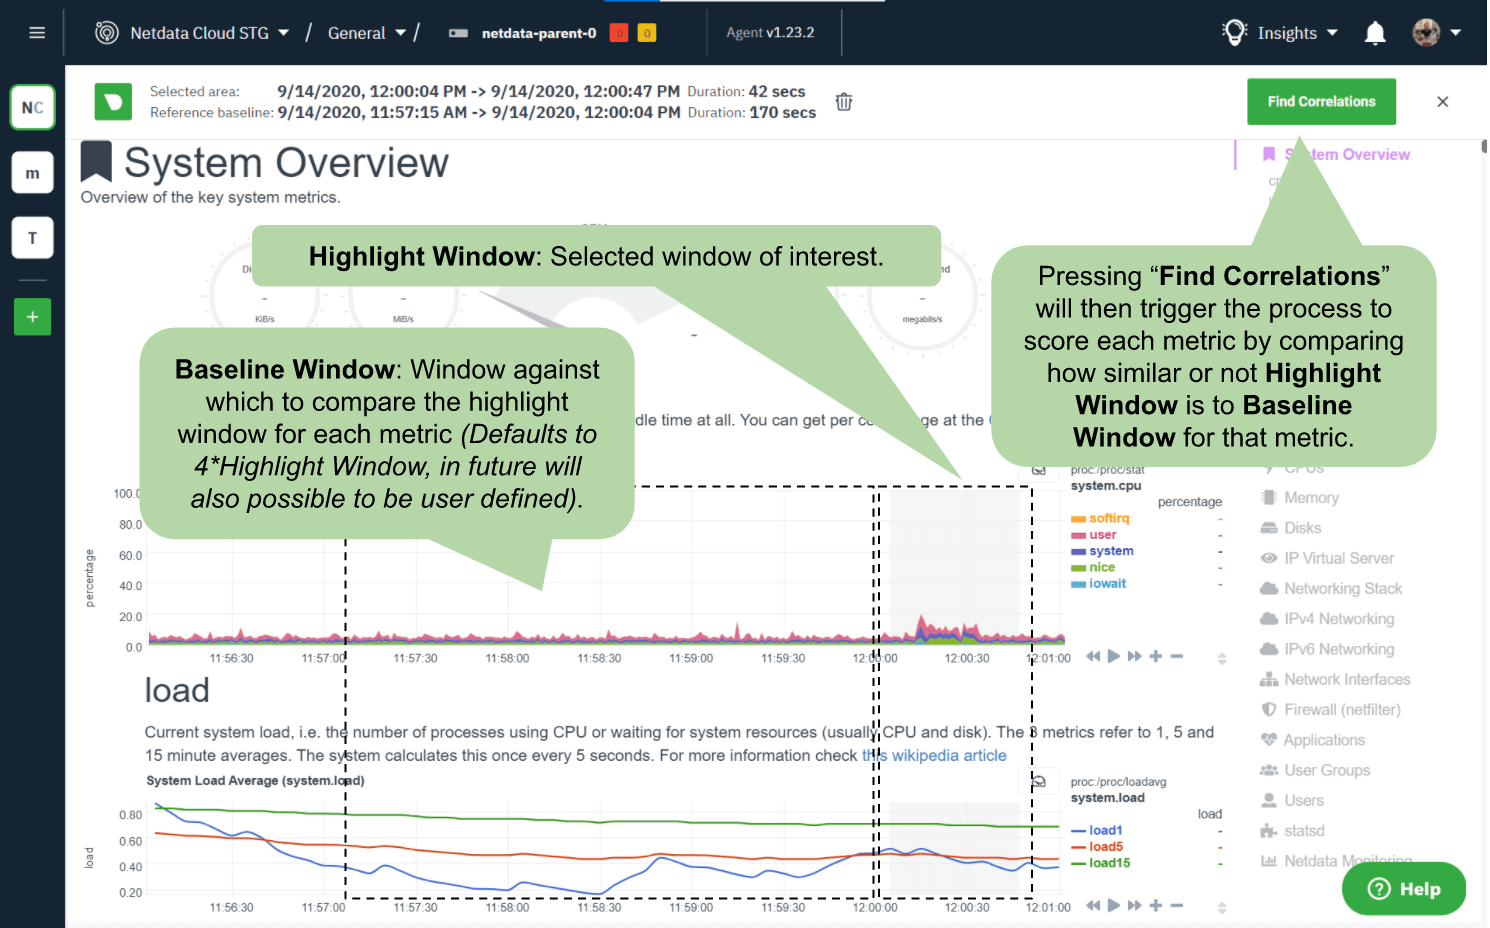 Netdata Cloud STG / General / netdata-parent-0 0 0 Agent v1.23.2 Insights
NC
m
T
+
Selected area: 9/14/2020, 12:00:04 PM -> 9/14/2020, 12:00:47 PM Duration: 42 secs
Reference baseline: 9/14/2020, 11:57:15 AM -> 9/14/2020, 12:00:04 PM Duration: 170 secs
Find Correlations
System Overview
Overview of the key system metrics.
Highlight Window: Selected window of interest.
-
KiB/s
-
MiB/s
-
-
megabits/s
Baseline Window: Window against
which to compare the highlight
window for each metric (Defaults to
4*Highlight Window, in future will
also possible to be user defined).
Pressing “Find Correlations”
will then trigger the process to
score each metric by comparing
how similar or not Highlight
Window is to Baseline
Window for that metric.
dle time at all. You can get per
ge at the
100.0
80.0
60.0
40.0
20.0
0.0
percentage
11:56:30 11:57:00 11:57:30 11:58:00 11:58:30 11:59:00 11:59:30 12:00:00 12:00:30 12:01:00
proc:/proc/stat
system.cpu
percentage
softirq -
user -
system -
nice -
iowait -
load
Current system load, i.e. the number of processes using CPU or waiting for system resources (usually CPU and disk). The 3 metrics refer to 1, 5 and
15 minute averages. The system calculates this once every 5 seconds. For more information check this wikipedia article
System Load Average (system.load)
0.80
0.60
0.40
0.20
load
11:56:30 11:57:00 11:57:30 11:58:00 11:58:30 11:59:00 11:59:30 12:00:00 12:00:30 12:01:00
proc:/proc/loadavg
system.load
load
load1 -
load5 -
load15 -
System Overview
CPUs
Memory
Disks
IP Virtual Server
Networking Stack
IPv4 Networking
IPv6 Networking
Network Interfaces
Firewall (netfilter)
Applications
User Groups
Users
statsd
Netdata Monitoring
Help